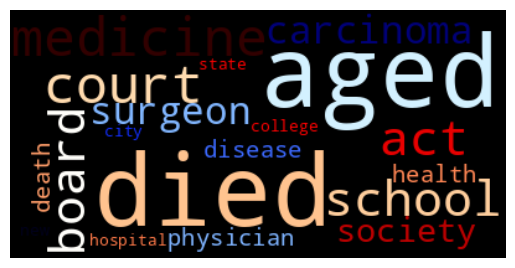 medicine
carcinoma
aged
state
court
surgeon
board
city
college
act
disease
death
died
health
school
society
hospital
physician